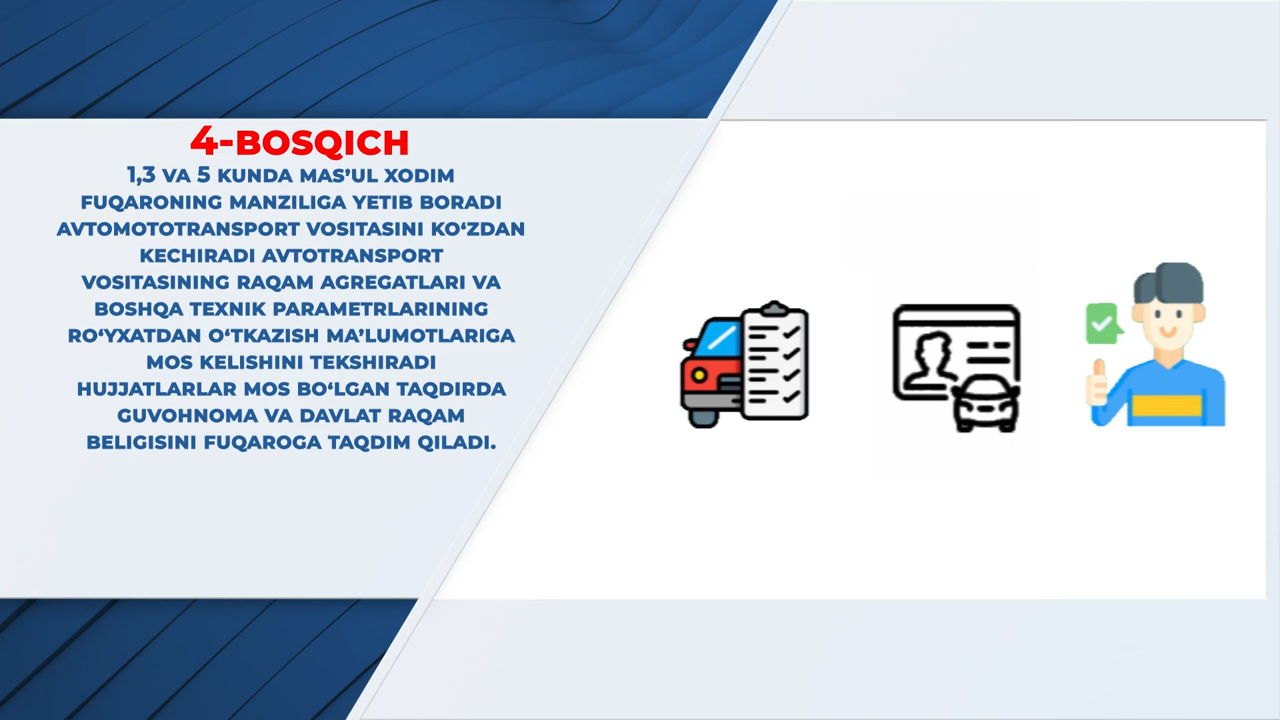 4-BOSQICH
1,3 VA 5 KUNDA MAS’UL XODIM
FUQARONING MANZILIGA YETIB BORADI
AVTOMOTOTRANSPORT VOSITASINI KO‘ZDAN
KECHIRADI AVTOTRANSPORT
VOSITASINING RAQAM AGREGATLARI VA
BOSHQA TEXNIK PARAMETRLARINING
RO‘YXATDAN O‘TKAZISH MA’LUMOTLARIGA
MOS KELISHINI TEKSHIRADI
HUJJATLARLAR MOS BO‘LGAN TAQDIRDA
GUVOHNOMA VA DAVLAT RAQAM
BELIGISINI FUQAROGA TAQDIM QILADI.